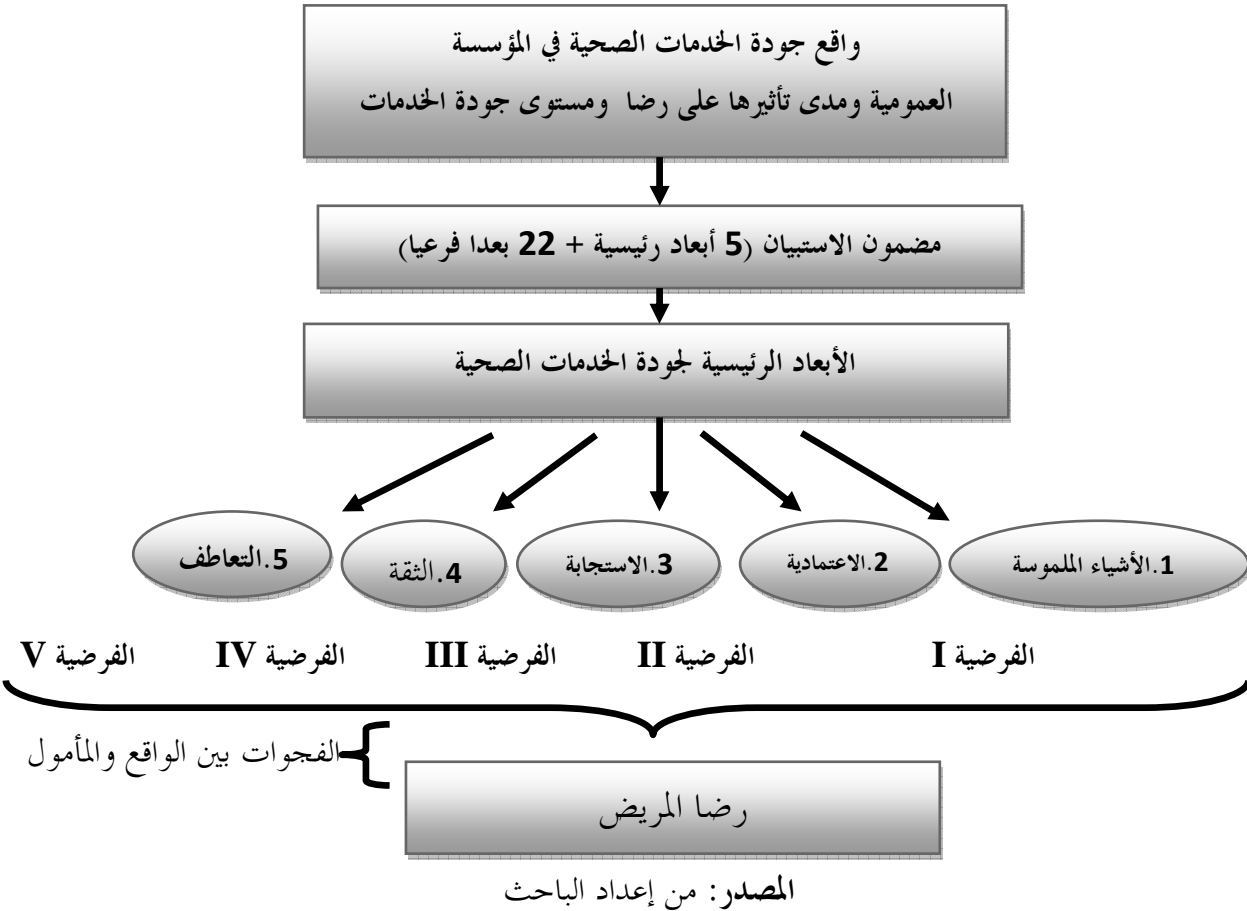 واقع جودة الخدمات الصحية في المؤسسة
العمومية ومدى تأثيرها على رضا ومستوى جودة الخدمات
مضمون الاستبيان (5 أبعاد رئيسية + 22 بعدا فرعيا)
الأبعاد الرئيسية لجودة الخدمات الصحية
1.الأشياء الملموسة
2.الاعتمادية
3.الاستجابة
4.الثقة
5.التعاطف
الفرضية I
الفرضية II
الفرضية III
الفرضية IV
الفرضية V
الفجوات بين الواقع والمأمول
رضا المريض
المصدر: من إعداد الباحث